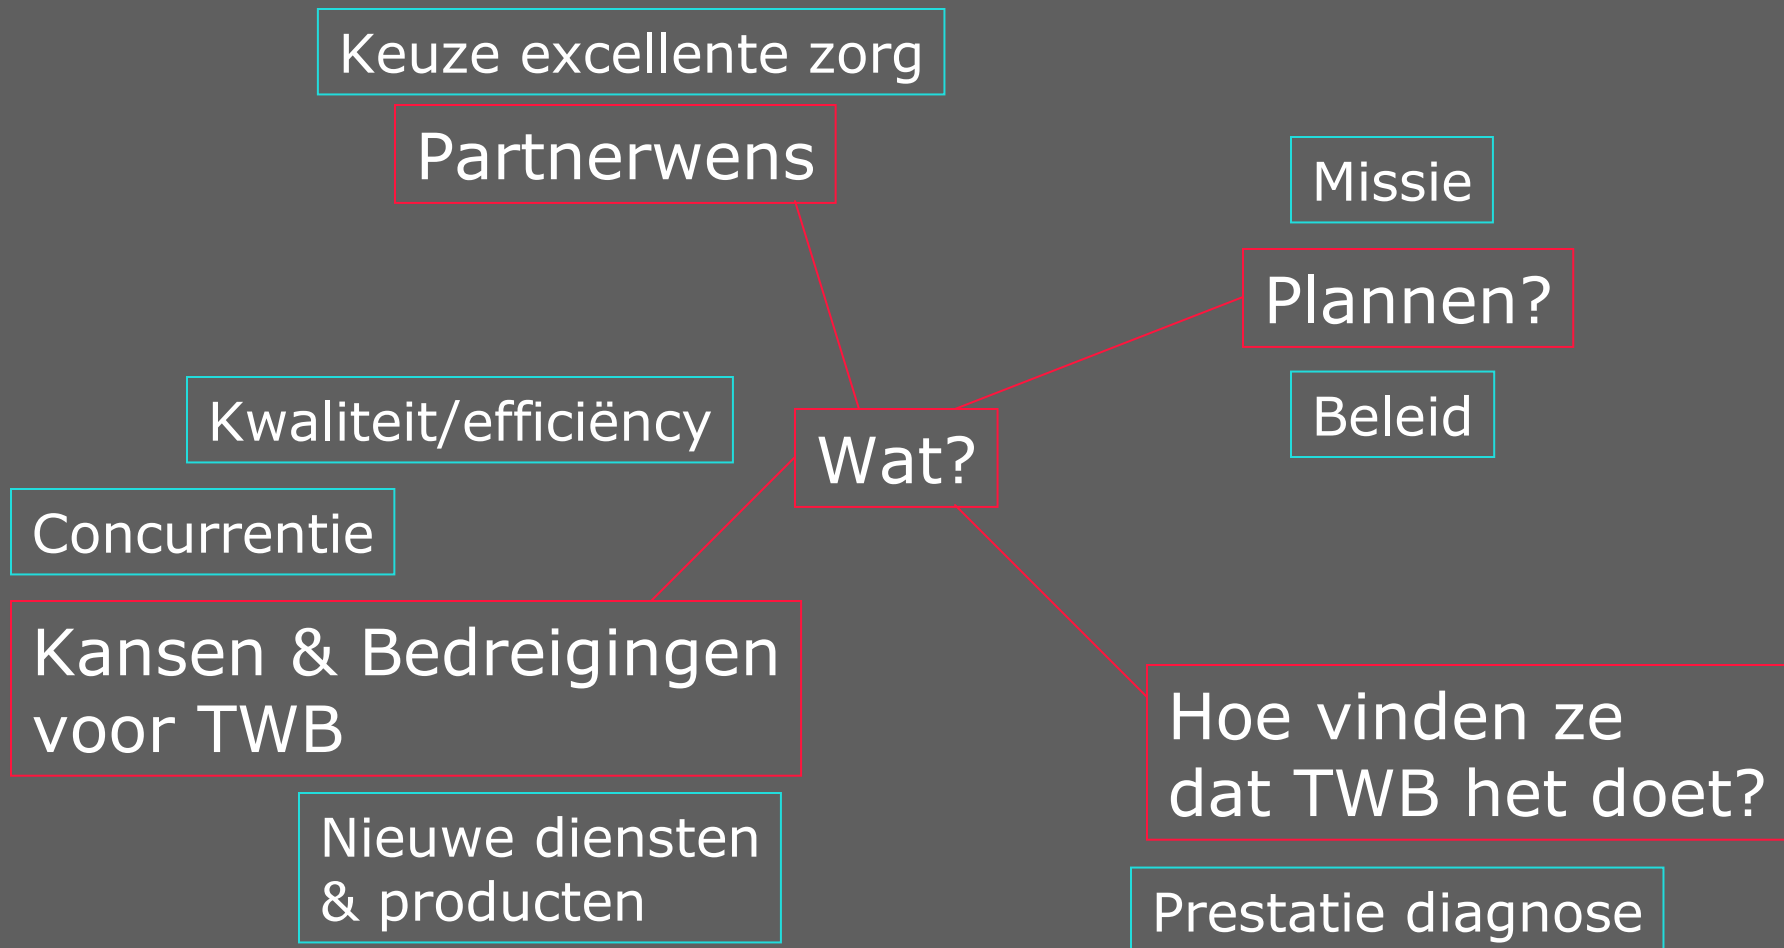 Keuze excellente zorg
Partnerwens
Missie
Plannen?
Beleid
Kwaliteit/efficiëncy
Wat?
Concurrentie
Kansen & Bedreigingen
voor TWB
Hoe vinden ze
dat TWB het doet?
Nieuwe diensten
& producten
Prestatie diagnose